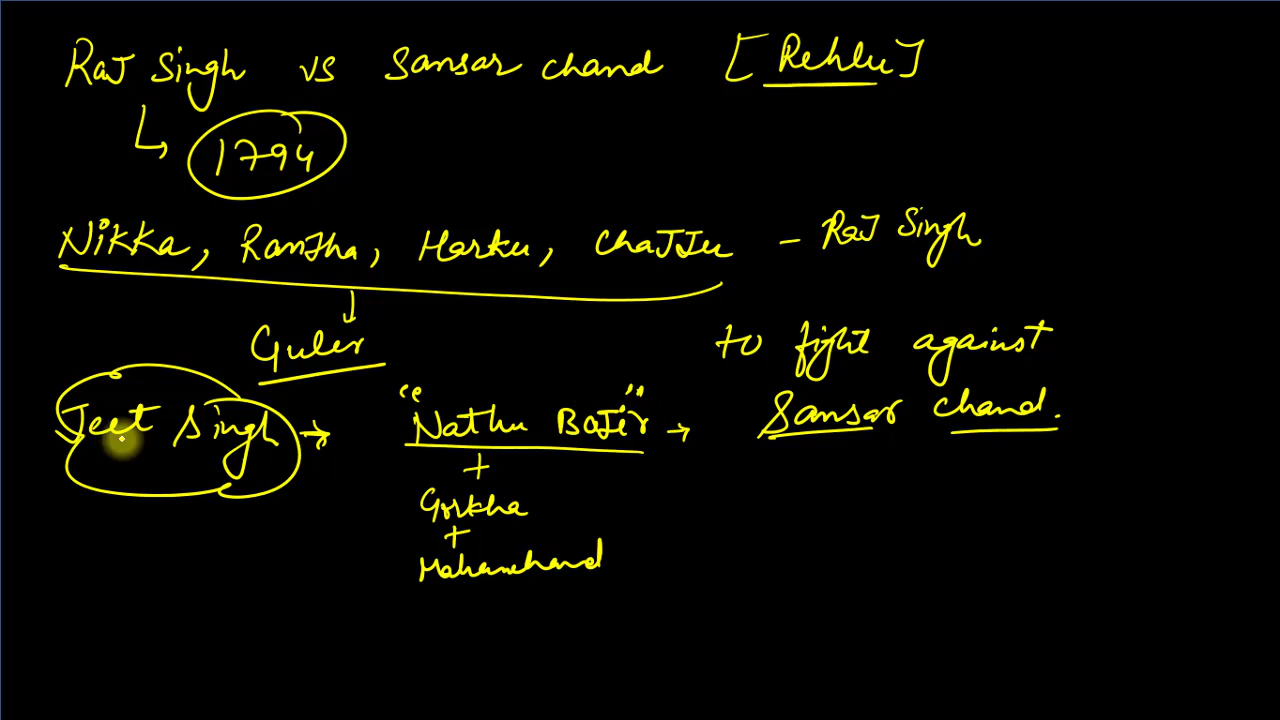 Raj Singh vs Sansar chand [Rehlu]
↳ 1794
Nikka, Ranjha, Harku, Chajju - Raj Singh
↓
Guler
to fight against
Jeet Singh → "Nathu Bajir" → Sansar chand.
+
Gorkha
+
Mahanchand